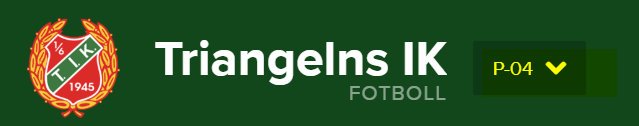 1/6
T. I. K.
1945
Triangelns IK
FOTBOLL
P-04